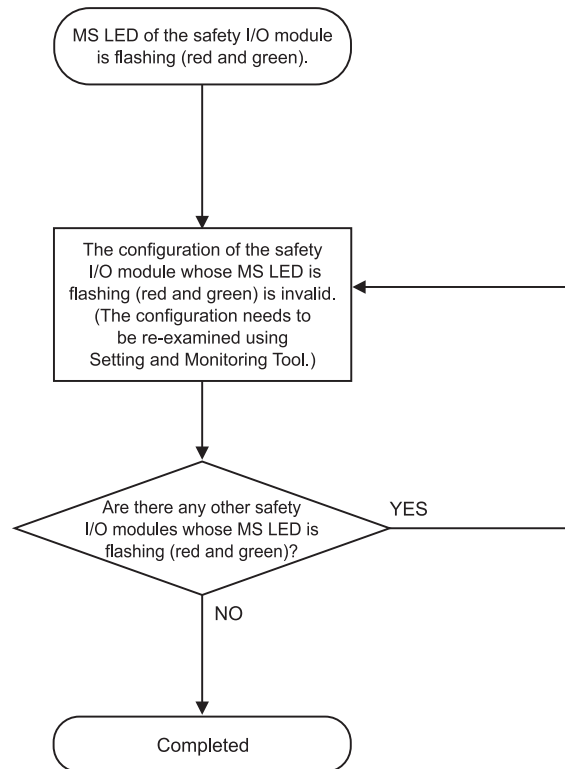 MS LED of the safety I/O module
is flashing (red and green).
The configuration of the safety
I/O module whose MS LED is
flashing (red and green) is invalid.
(The configuration needs to
be re-examined using
Setting and Monitoring Tool.)
Are there any other safety
I/O modules whose MS LED is
flashing (red and green)?
YES
NO
Completed